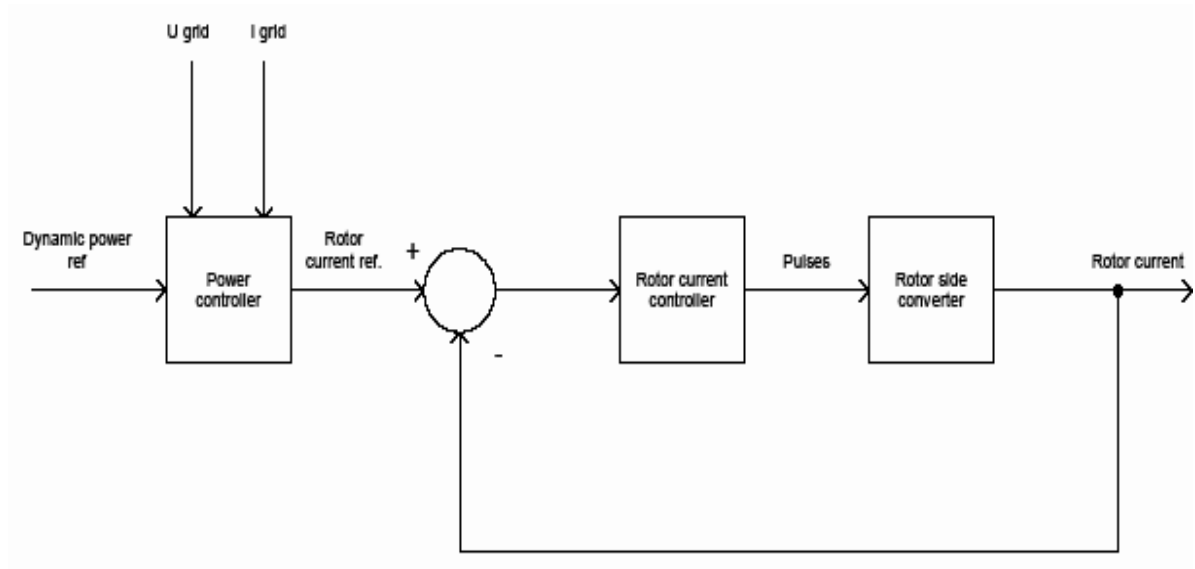 U grid
I grid
Dynamic power
ref
Power
controller
Rotor
current ref.
+
-
Rotor current
controller
Pulses
Rotor side
converter
Rotor current